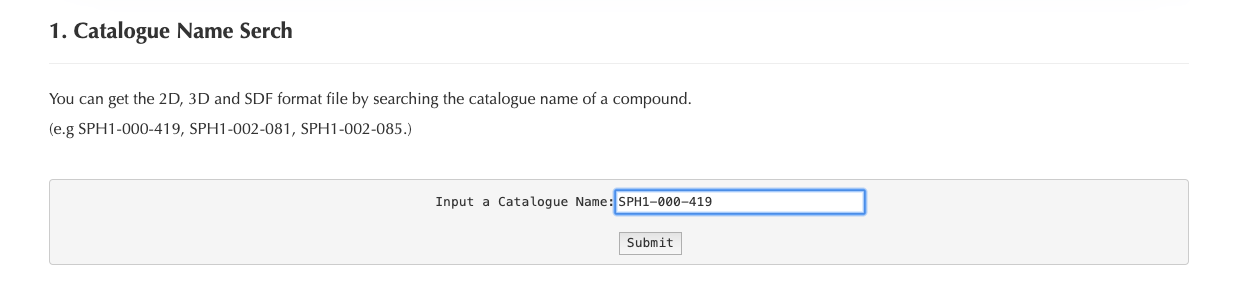 1. Catalogue Name Serch
You can get the 2D, 3D and SDF format file by searching the catalogue name of a compound.
(e.g SPH1-000-419, SPH1-002-081, SPH1-002-085.)
Input a Catalogue Name: SPH1-000-419
Submit